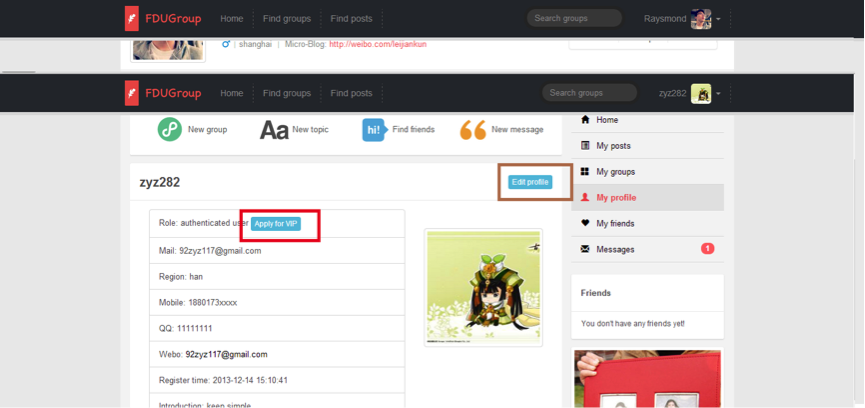 FDUGroup Home Find groups Find posts Search groups Raysmond
shanghai | Micro-Blog: http://weibo.com/leijiankun
FDUGroup Home Find groups Find posts Search groups zyz282
New group Aa New topic hi! Find friends New message
Home
My posts
My groups
My profile
My friends
Messages 1
zyz282 Edit profile
Role: authenticated user Apply for VIP
Mail: 92zyz117@gmail.com
Region: han
Mobile: 1880173xxxx
QQ: 11111111
Webo: 92zyz117@gmail.com
Register time: 2013-12-14 15:10:41
Introduction: keep simple
Friends
You don't have any friends yet!